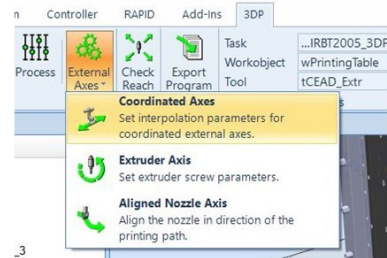 n Controller RAPID Add-Ins 3DP
Process
External Axes
Check Reach
Export Program
Task ...IRBT2005_3DP
Workobject wPrintingTable
Tool tCEAD_Extr
s
Coordinated Axes
Set interpolation parameters for
coordinated external axes.
Extruder Axis
Set extruder screw parameters.
Aligned Nozzle Axis
Align the nozzle in direction of the
printing path.
_3